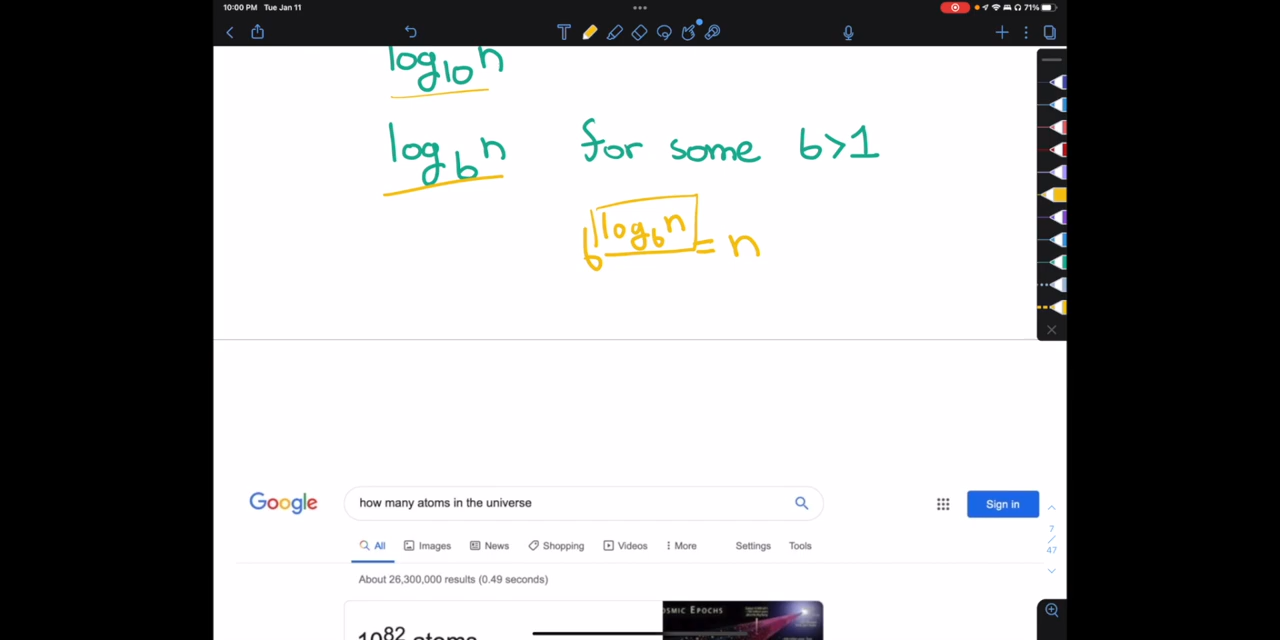 10:00 PM Tue Jan 11
71%
log10 n
logb n for some b>1
b^logb n = n
Google
how many atoms in the universe
Sign in
All Images News Shopping Videos More Settings Tools
7
/
47
About 26,300,000 results (0.49 seconds)
10^82 atoms
OSMIC EPOCHS